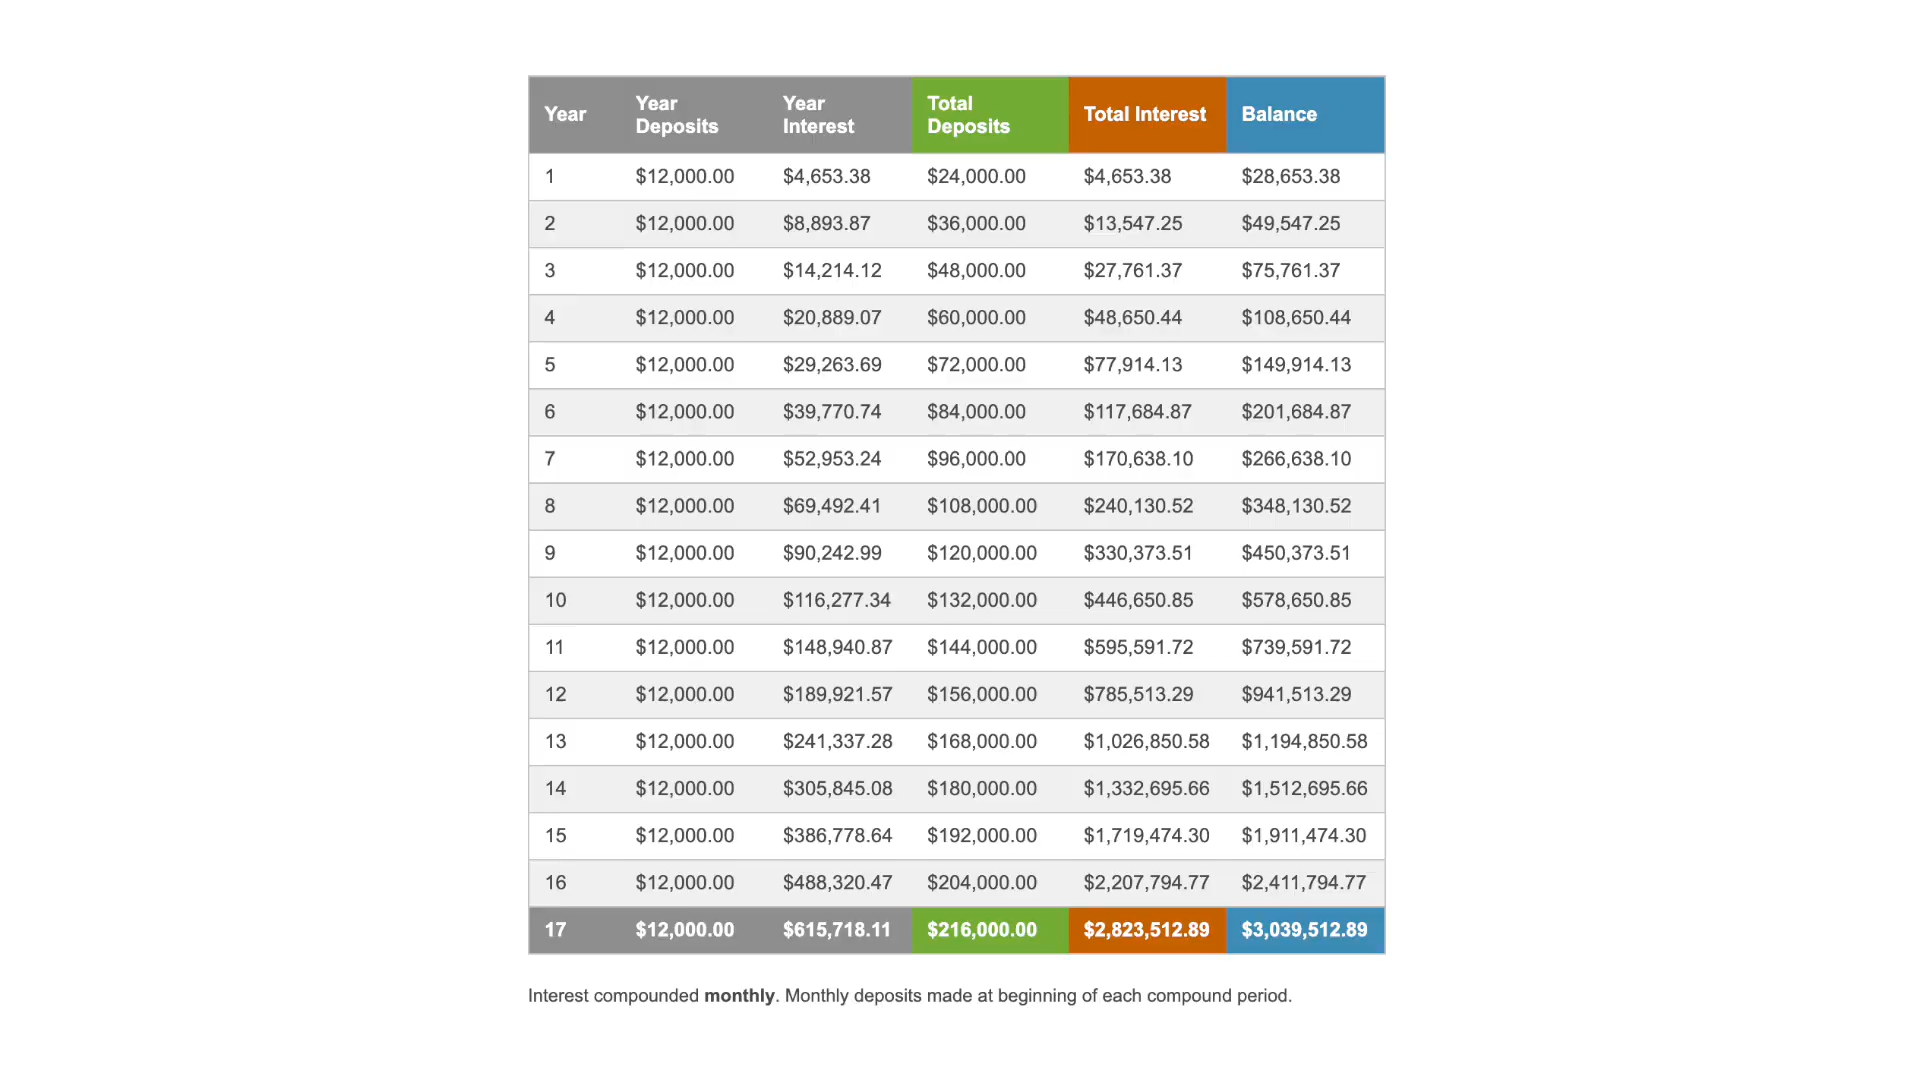 Year Year Deposits Year Interest Total Deposits Total Interest Balance
1 $12,000.00 $4,653.38 $24,000.00 $4,653.38 $28,653.38
2 $12,000.00 $8,893.87 $36,000.00 $13,547.25 $49,547.25
3 $12,000.00 $14,214.12 $48,000.00 $27,761.37 $75,761.37
4 $12,000.00 $20,889.07 $60,000.00 $48,650.44 $108,650.44
5 $12,000.00 $29,263.69 $72,000.00 $77,914.13 $149,914.13
6 $12,000.00 $39,770.74 $84,000.00 $117,684.87 $201,684.87
7 $12,000.00 $52,953.24 $96,000.00 $170,638.10 $266,638.10
8 $12,000.00 $69,492.41 $108,000.00 $240,130.52 $348,130.52
9 $12,000.00 $90,242.99 $120,000.00 $330,373.51 $450,373.51
10 $12,000.00 $116,277.34 $132,000.00 $446,650.85 $578,650.85
11 $12,000.00 $148,940.87 $144,000.00 $595,591.72 $739,591.72
12 $12,000.00 $189,921.57 $156,000.00 $785,513.29 $941,513.29
13 $12,000.00 $241,337.28 $168,000.00 $1,026,850.58 $1,194,850.58
14 $12,000.00 $305,845.08 $180,000.00 $1,332,695.66 $1,512,695.66
15 $12,000.00 $386,778.64 $192,000.00 $1,719,474.30 $1,911,474.30
16 $12,000.00 $488,320.47 $204,000.00 $2,207,794.77 $2,411,794.77
17 $12,000.00 $615,718.11 $216,000.00 $2,823,512.89 $3,039,512.89
Interest compounded monthly. Monthly deposits made at beginning of each compound period.